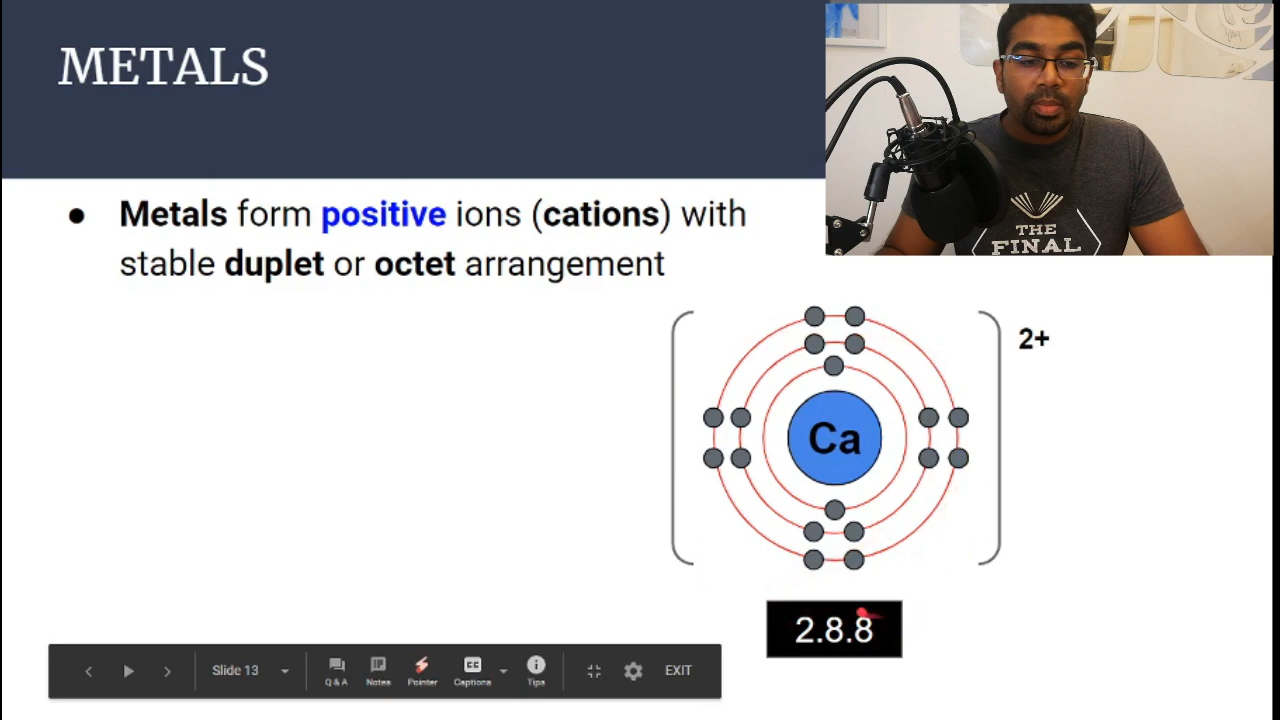 METALS
THE
FINAL
● Metals form positive ions (cations) with
stable duplet or octet arrangement
2+
Ca
2.8.8
Slide 13
Q & A
Notes
Pointer
CC
Captions
Tips
EXIT